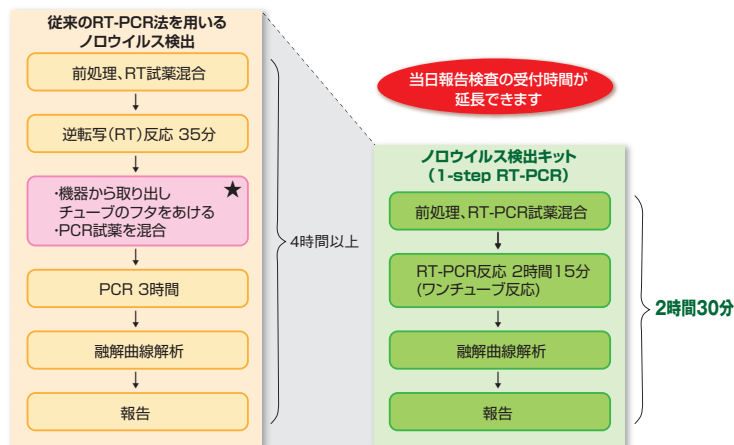 従来のRT-PCR法を用いる
ノロウイルス検出
前処理、RT試薬混合
逆転写(RT)反応 35分
・機器から取り出し
チューブのフタをあける
・PCR試薬を混合
★
PCR 3時間
融解曲線解析
報告
4時間以上
当日報告検査の受付時間が
延長できます
ノロウイルス検出キット
(1-step RT-PCR)
前処理、RT-PCR試薬混合
RT-PCR反応 2時間15分
(ワンチューブ反応)
融解曲線解析
報告
2時間30分